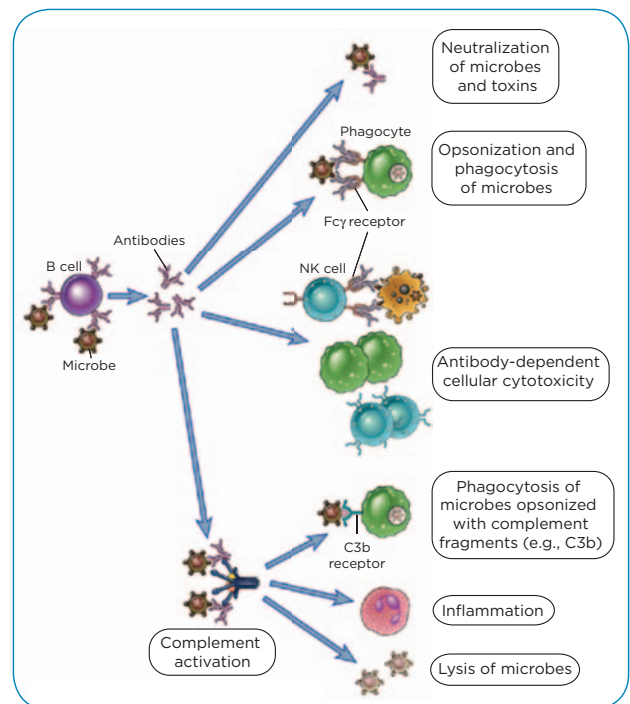 Neutralization
of microbes
and toxins
Phagocyte
Opsonization and
phagocytosis
of microbes
Fcγ receptor
Antibodies
B cell
NK cell
Microbe
Antibody-dependent
cellular cytotoxicity
Phagocytosis of
microbes opsonized
with complement
fragments (e.g., C3b)
C3b
receptor
Inflammation
Complement
activation
Lysis of microbes